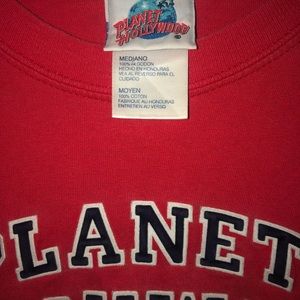 PLANET
HOLLYWOOD
MEDIANO
100% ALGODON
HECHO EN HONDURAS
VEA AL REVERSO PARA EL
CUIDADO
MOYEN
100% COTON
FABRIQUE AU HONDURAS
ENTRETIEN AU VERSO
PLANET